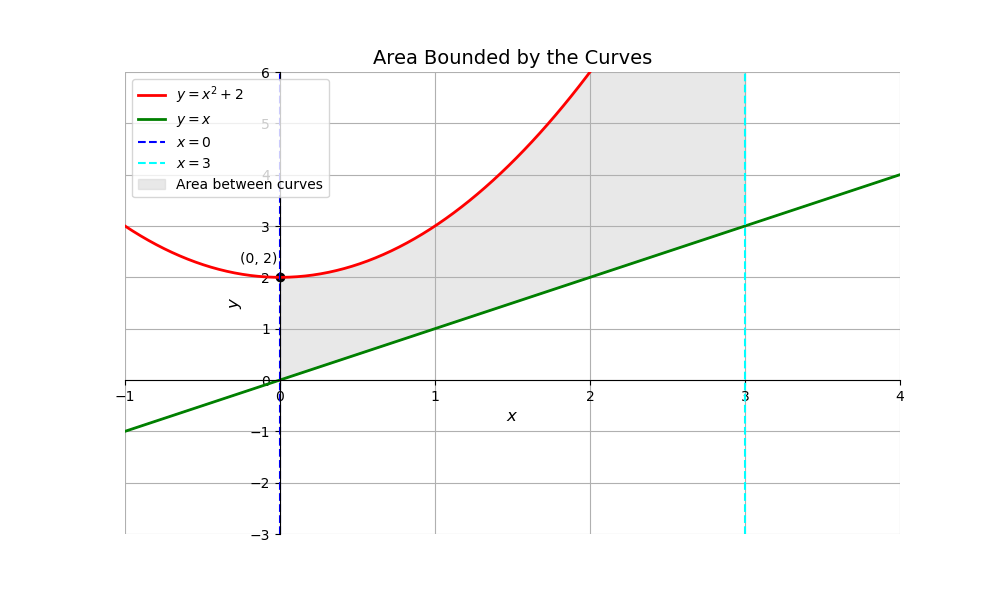 Area Bounded by the Curves
y = x² + 2
y = x
x = 0
x = 3
Area between curves
6
5
4
3
2
1
0
−1
−2
−3
(0, 2)
y
−1 0 1 2 3 4
x